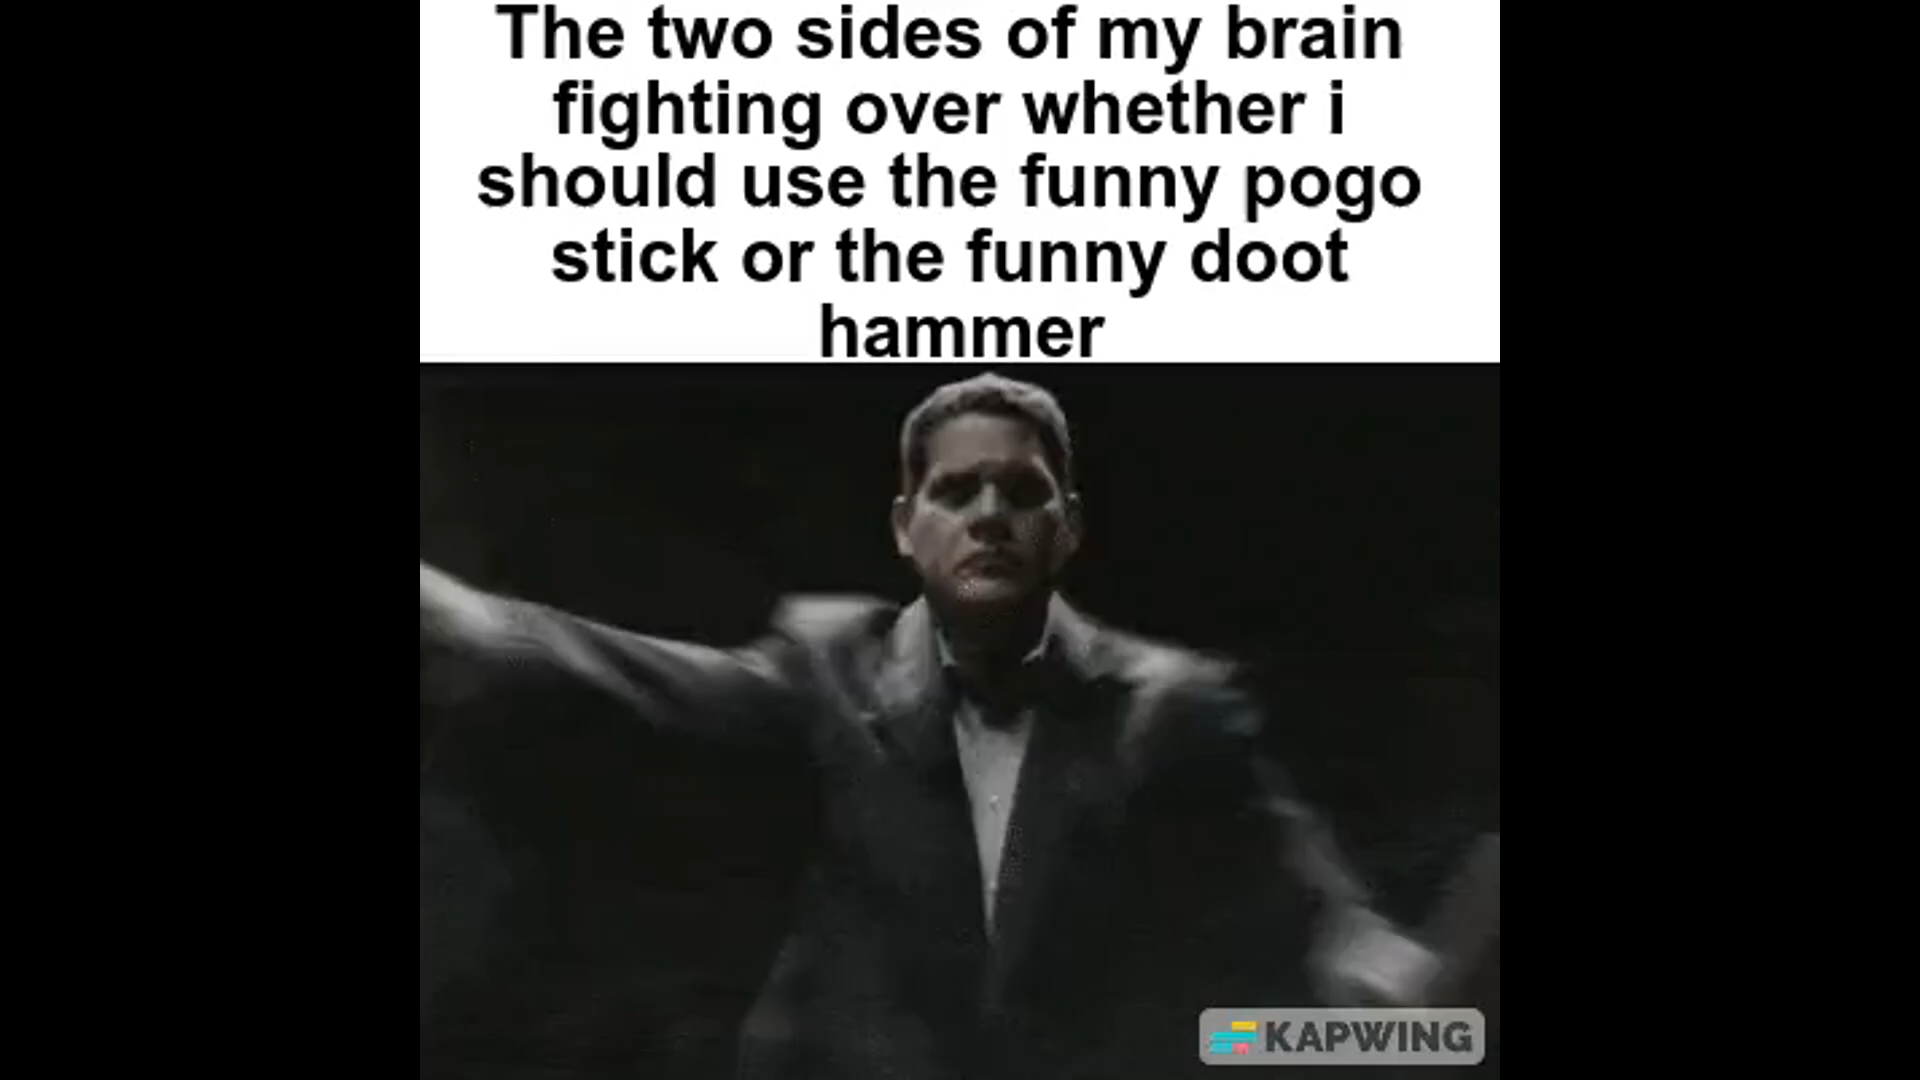 The two sides of my brain
fighting over whether i
should use the funny pogo
stick or the funny doot
hammer
KAPWING